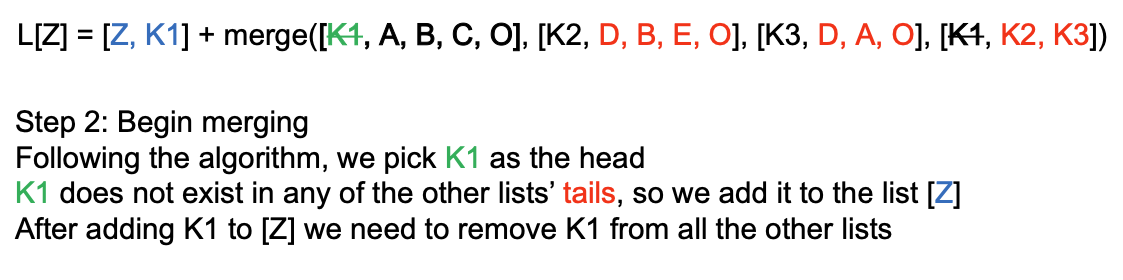 L[Z] = [Z, K1] + merge([K1, A, B, C, O], [K2, D, B, E, O], [K3, D, A, O], [K1, K2, K3])
Step 2: Begin merging
Following the algorithm, we pick K1 as the head
K1 does not exist in any of the other lists’ tails, so we add it to the list [Z]
After adding K1 to [Z] we need to remove K1 from all the other lists